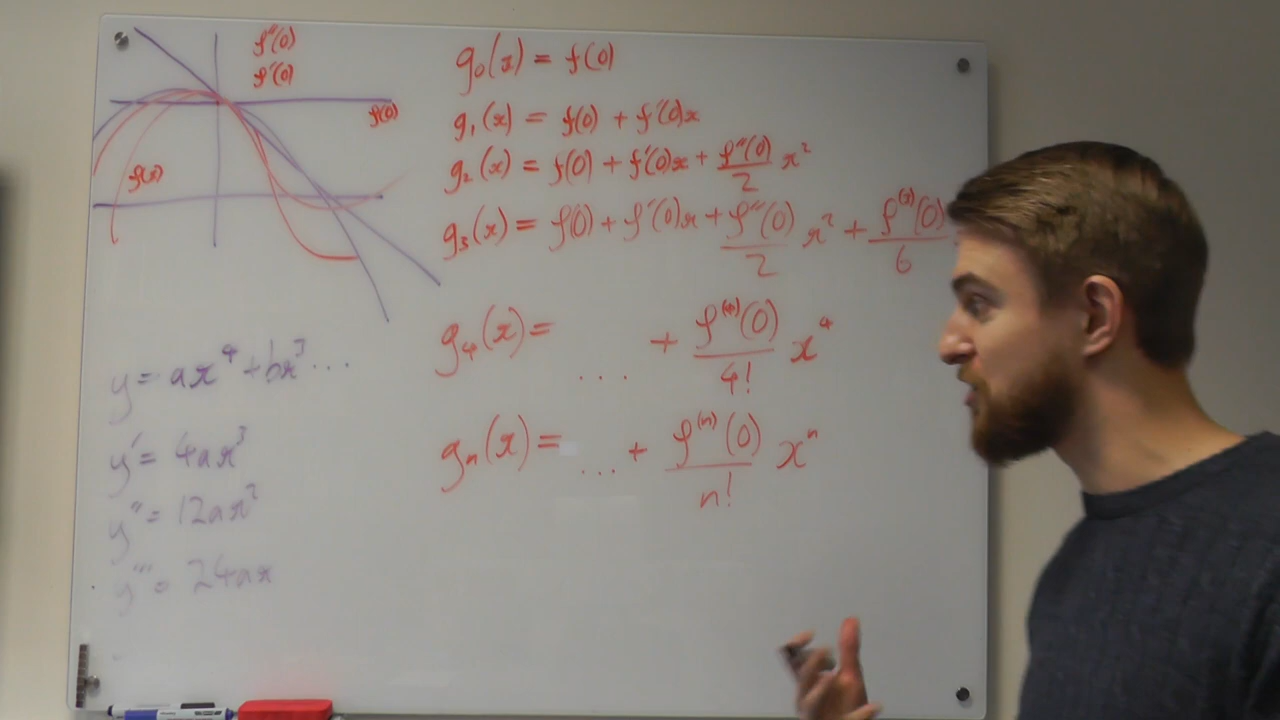 f''(0)
f'(0)
f(0)
f(x)
g₀(x) = f(0)
g₁(x) = f(0) + f'(0)x
g₂(x) = f(0) + f'(0)x + f''(0)/2 x²
g₃(x) = f(0) + f'(0)x + f''(0)/2 x² + f⁽³⁾(0)/6
g₄(x) = .... + f⁽⁴⁾(0)/4! x⁴
gₙ(x) = ... + f⁽ⁿ⁾(0)/n! xⁿ
y = ax⁴ + bx³ ...
y' = 4ax³
y'' = 12ax²
y''' = 24ax